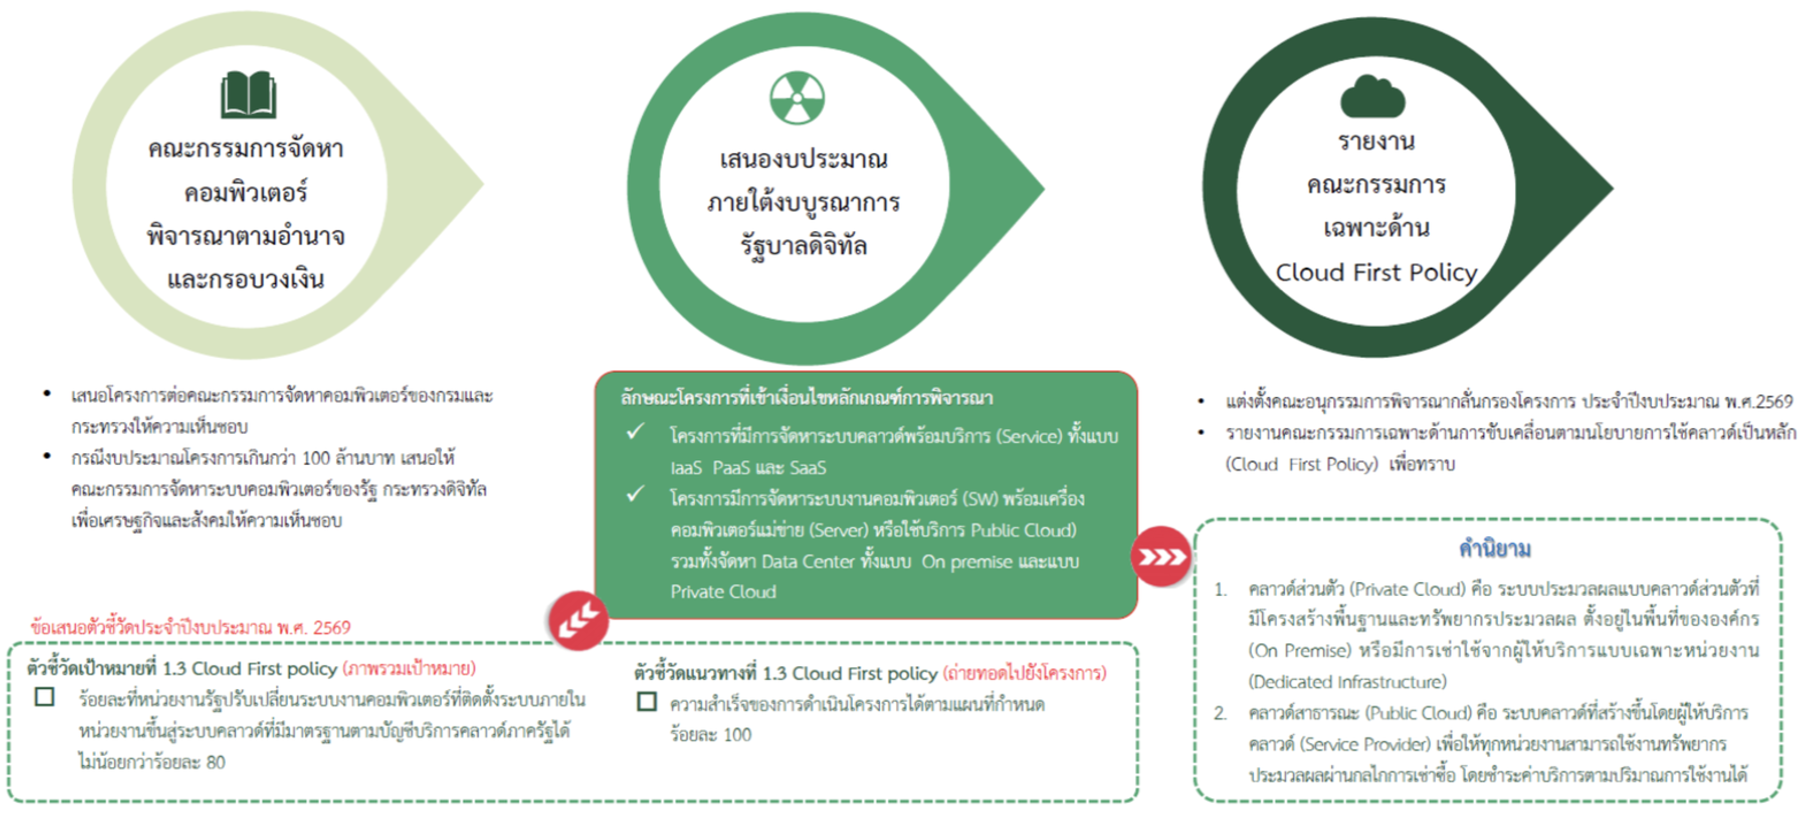 คณะกรรมการจัดหา
คอมพิวเตอร์
พิจารณาตามอำนาจ
และกรอบวงเงิน
เสนองบประมาณ
ภายใต้งบบูรณาการ
รัฐบาลดิจิทัล
รายงาน
คณะกรรมการ
เฉพาะด้าน
Cloud First Policy
• เสนอโครงการต่อคณะกรรมการจัดหาคอมพิวเตอร์ของกรมและ
กระทรวงให้ความเห็นชอบ
• กรณีงบประมาณโครงการเกินกว่า 100 ล้านบาท เสนอให้
คณะกรรมการจัดหาระบบคอมพิวเตอร์ของรัฐ กระทรวงดิจิทัล
เพื่อเศรษฐกิจและสังคมให้ความเห็นชอบ
ลักษณะโครงการที่เข้าเงื่อนไขหลักเกณฑ์การพิจารณา
✓ โครงการที่มีการจัดหาระบบคลาวด์พร้อมบริการ (Service) ทั้งแบบ
IaaS PaaS และ SaaS
✓ โครงการมีการจัดหาระบบงานคอมพิวเตอร์ (SW) พร้อมเครื่อง
คอมพิวเตอร์แม่ข่าย (Server) หรือใช้บริการ Public Cloud)
รวมทั้งจัดหา Data Center ทั้งแบบ On premise และแบบ
Private Cloud
• แต่งตั้งคณะอนุกรรมการพิจารณากลั่นกรองโครงการ ประจำปีงบประมาณ พ.ศ.2569
• รายงานคณะกรรมการเฉพาะด้านการขับเคลื่อนตามนโยบายการใช้คลาวด์เป็นหลัก
(Cloud First Policy) เพื่อทราบ
ข้อเสนอตัวชี้วัดประจำปีงบประมาณ พ.ศ. 2569
ตัวชี้วัดเป้าหมายที่ 1.3 Cloud First policy (ภาพรวมเป้าหมาย)
ร้อยละที่หน่วยงานรัฐปรับเปลี่ยนระบบงานคอมพิวเตอร์ที่ติดตั้งระบบภายใน
หน่วยงานขึ้นสู่ระบบคลาวด์ที่มีมาตรฐานตามบัญชีบริการคลาวด์ภาครัฐได้
ไม่น้อยกว่าร้อยละ 80
ตัวชี้วัดแนวทางที่ 1.3 Cloud First policy (ถ่ายทอดไปยังโครงการ)
ความสำเร็จของการดำเนินโครงการได้ตามแผนที่กำหนด
ร้อยละ 100
คำนิยาม
1. คลาวด์ส่วนตัว (Private Cloud) คือ ระบบประมวลผลแบบคลาวด์ส่วนตัวที่
มีโครงสร้างพื้นฐานและทรัพยากรประมวลผล ตั้งอยู่ในพื้นที่ขององค์กร
(On Premise) หรือมีการเช่าใช้จากผู้ให้บริการแบบเฉพาะหน่วยงาน
(Dedicated Infrastructure)
2. คลาวด์สาธารณะ (Public Cloud) คือ ระบบคลาวด์ที่สร้างขึ้นโดยผู้ให้บริการ
คลาวด์ (Service Provider) เพื่อให้ทุกหน่วยงานสามารถใช้งานทรัพยากร
ประมวลผลผ่านกลไกการเช่าซื้อ โดยชำระค่าบริการตามปริมาณการใช้งานได้